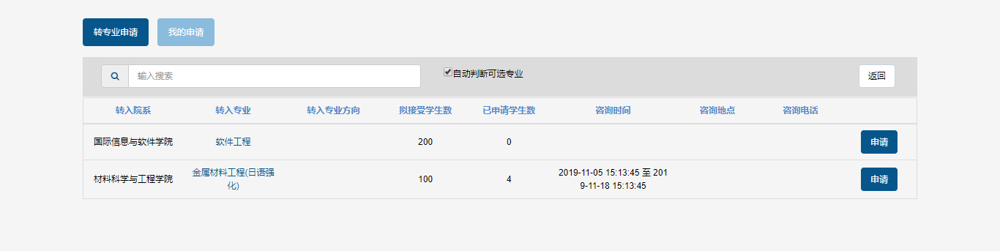 转专业申请 我的申请
输入搜索 自动判断可选专业 返回
转入院系 转入专业 转入专业方向 拟接受学生数 已申请学生数 咨询时间 咨询地点 咨询电话
国际信息与软件学院 软件工程 200 0 申请
材料科学与工程学院 金属材料工程(日语强
化) 100 4 2019-11-05 15:13:45 至 201
9-11-18 15:13:45 申请